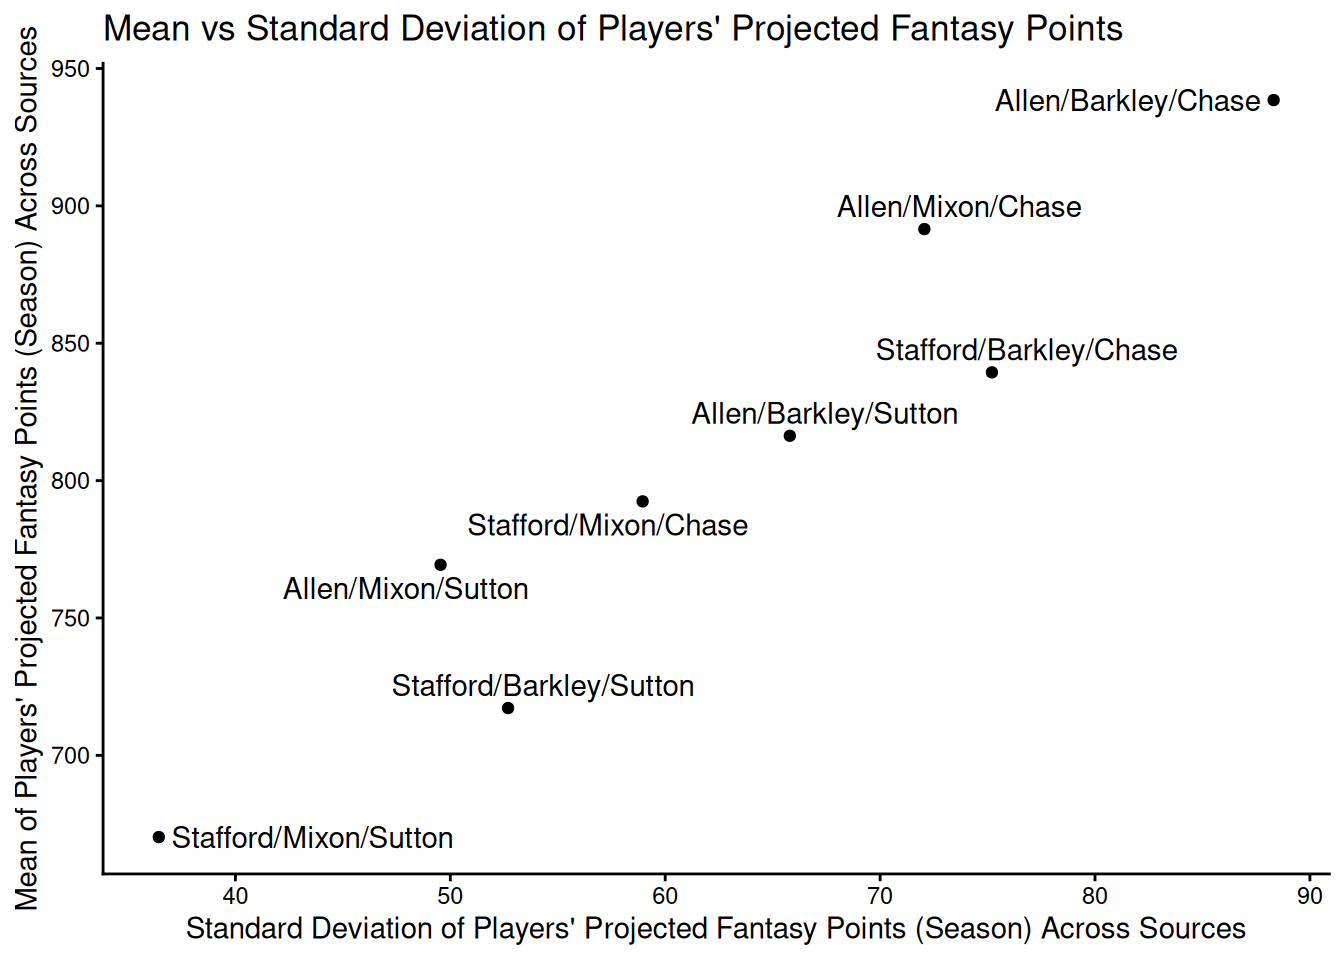 Mean vs Standard Deviation of Players' Projected Fantasy Points
Mean of Players' Projected Fantasy Points (Season) Across Sources
950
900
850
800
750
700
Allen/Barkley/Chase
Allen/Mixon/Chase
Stafford/Barkley/Chase
Allen/Barkley/Sutton
Stafford/Mixon/Chase
Allen/Mixon/Sutton
Stafford/Barkley/Sutton
Stafford/Mixon/Sutton
40 50 60 70 80 90
Standard Deviation of Players' Projected Fantasy Points (Season) Across Sources